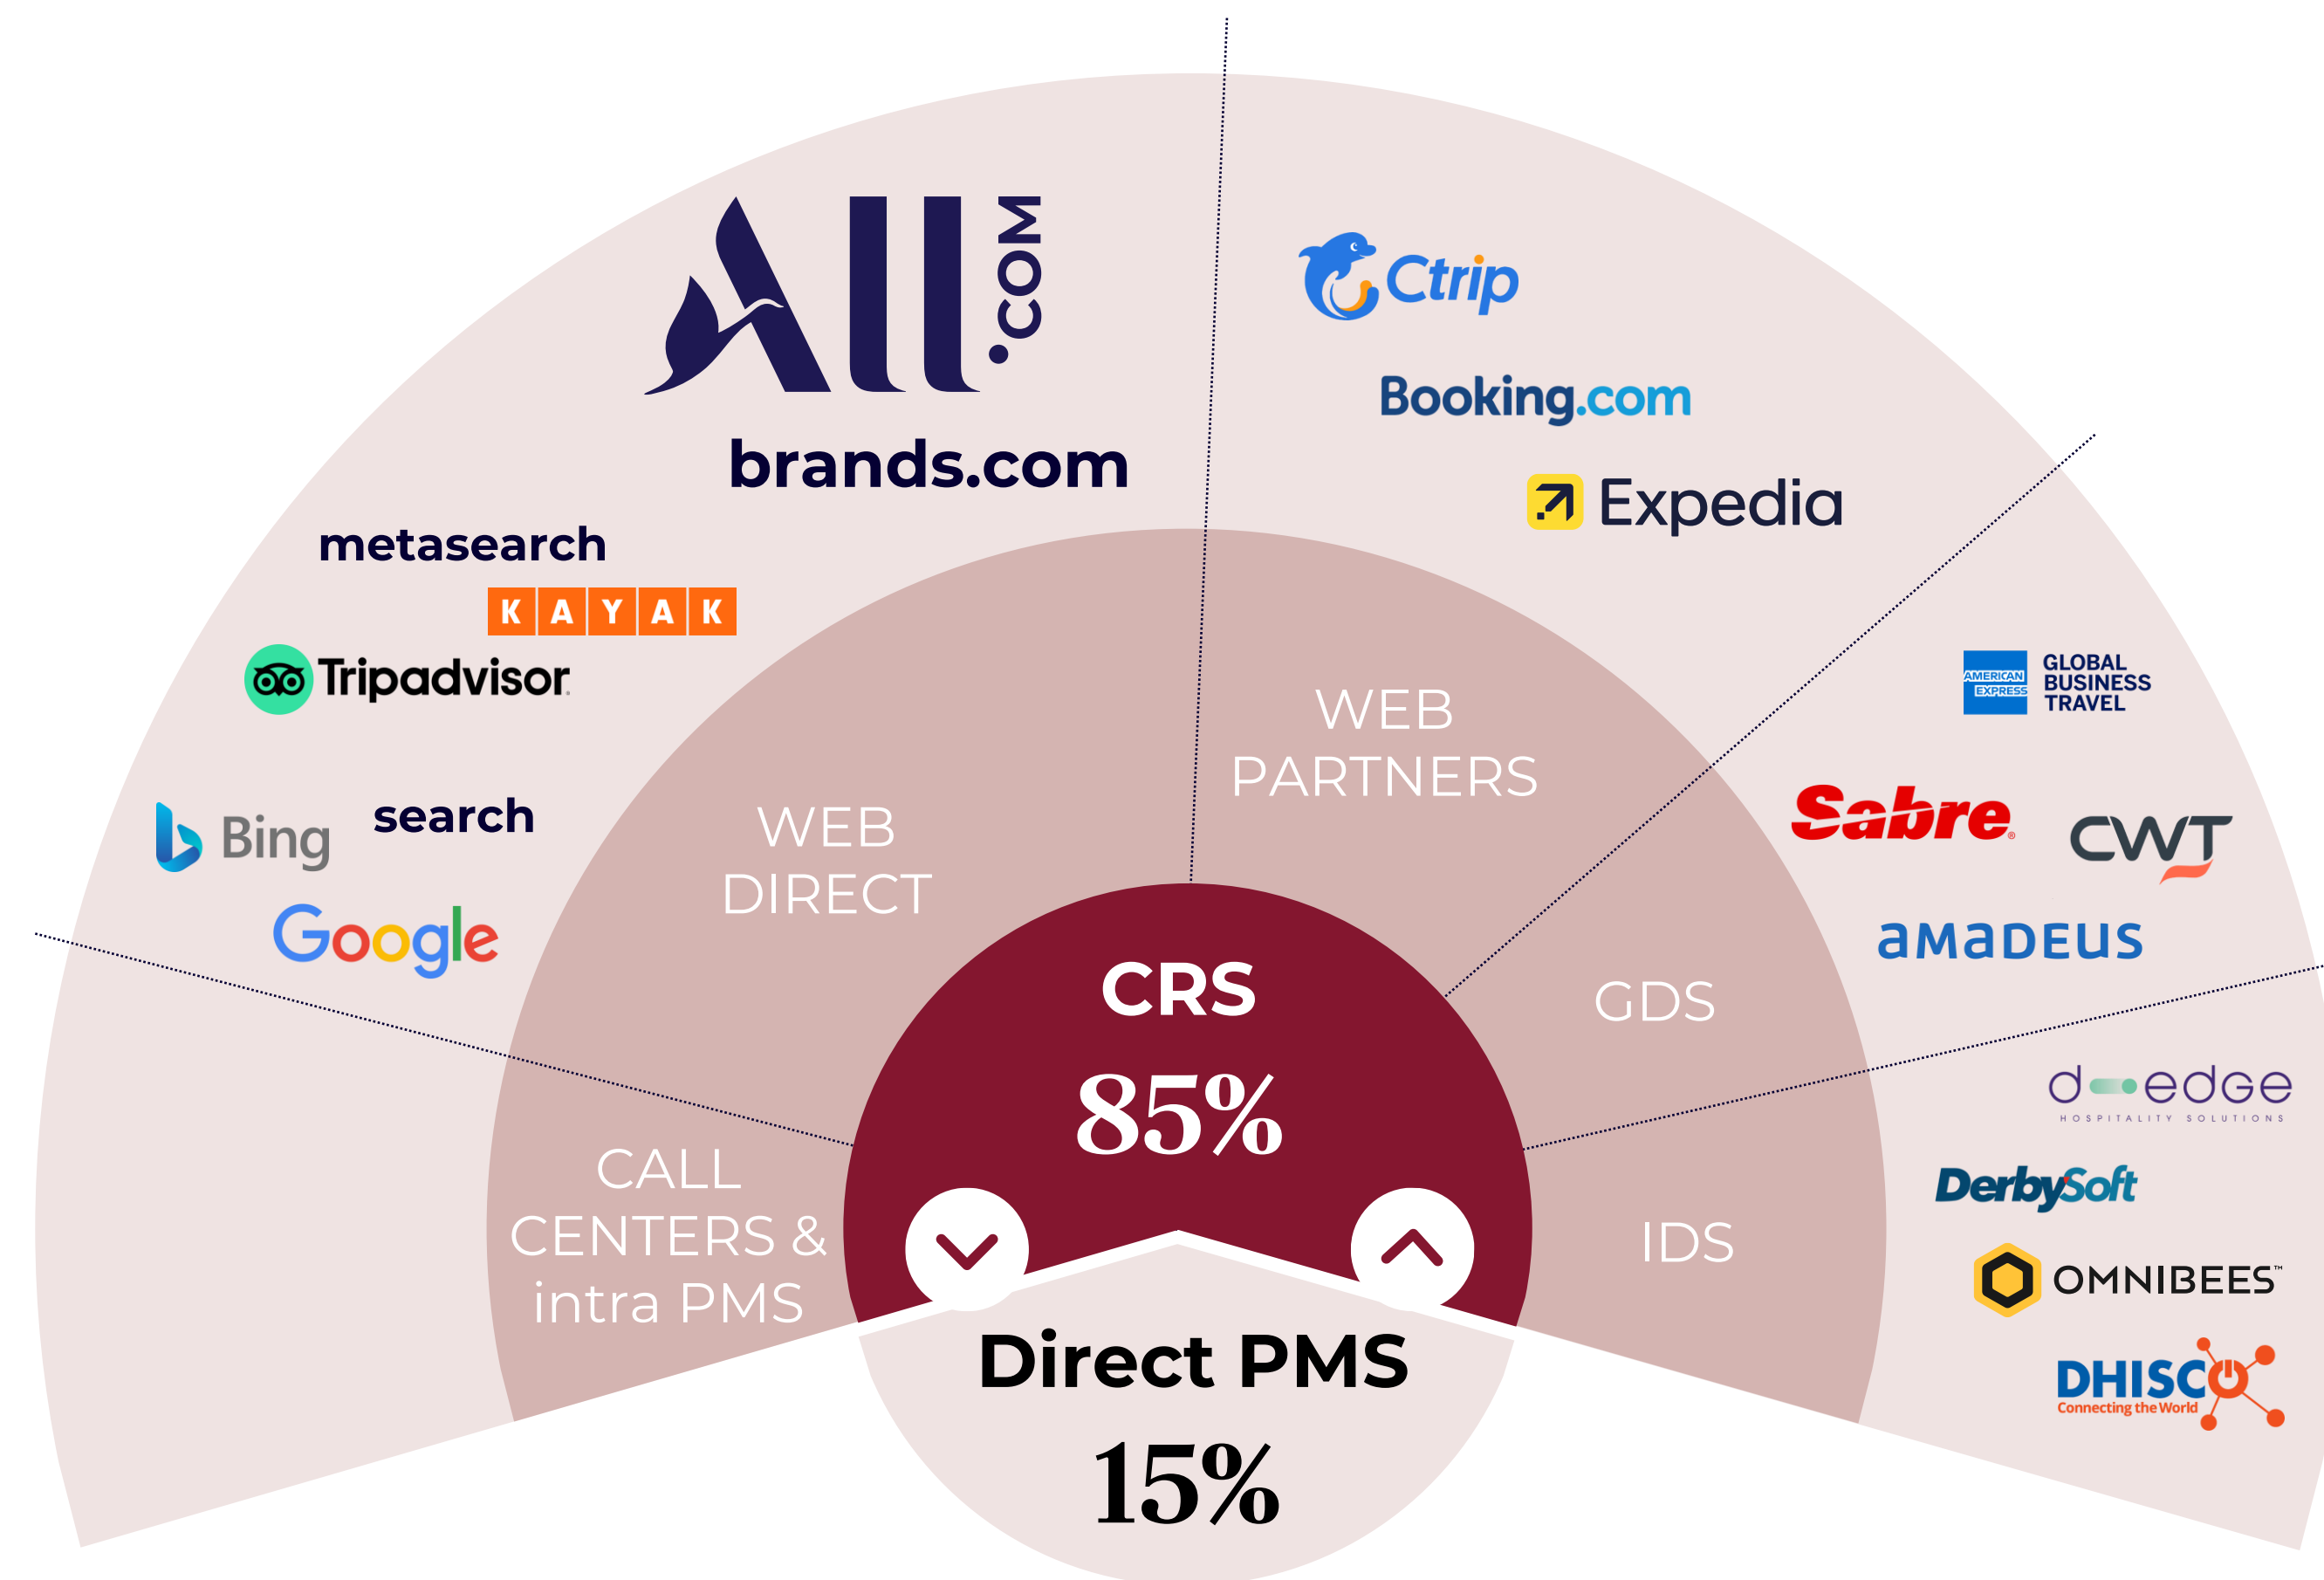 All.COM
brands.com
metasearch
KAYAK
Tripadvisor
search
Bing
Google
Ctrip
Booking.com
Expedia
AMERICAN
EXPRESS
GLOBAL
BUSINESS
TRAVEL
Sabre
CWT
amadeus
d-edge
HOSPITALITY SOLUTIONS
DerbySoft
OMNIBEES™
DHISCO
Connecting the World
WEB
DIRECT
WEB
PARTNERS
GDS
IDS
CALL
CENTERS &
intra PMS
CRS
85%
Direct PMS
15%